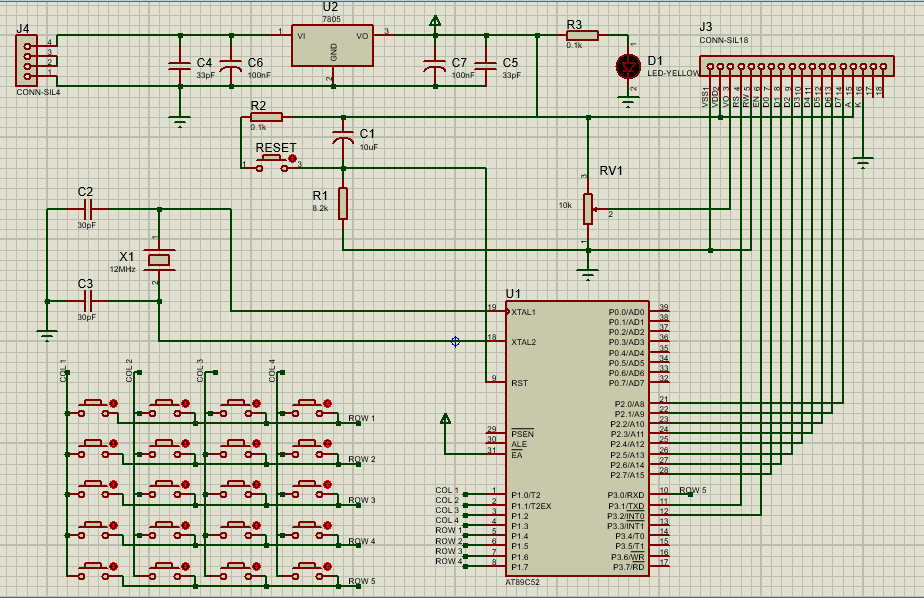 J4
4
3
2
1
CONN-SIL4
C4
33pF
C6
100nF
U2
7805
1
VI
VO
3
GND
2
C7
100nF
C5
33pF
R3
0.1k
1
D1
LED-YELLOW
2
J3
CONN-SIL18
VSS 1
VDD 2
VO 3
RS 4
RW 5
EN 6
D0 7
D1 8
D2 9
D3 10
D4 11
D5 12
D6 13
D7 14
A 15
K 16
17
18
R2
0.1k
C1
10uF
RESET
1
3
R1
8.2k
RV1
3
10k
2
1
C2
30pF
X1
12MHz
1
2
C3
30pF
U1
19 XTAL1
18 XTAL2
9 RST
29 PSEN
30 ALE
31 EA
1 P1.0/T2
2 P1.1/T2EX
3 P1.2
4 P1.3
5 P1.4
6 P1.5
7 P1.6
8 P1.7
P0.0/AD0 39
P0.1/AD1 38
P0.2/AD2 37
P0.3/AD3 36
P0.4/AD4 35
P0.5/AD5 34
P0.6/AD6 33
P0.7/AD7 32
P2.0/A8 21
P2.1/A9 22
P2.2/A10 23
P2.3/A11 24
P2.4/A12 25
P2.5/A13 26
P2.6/A14 27
P2.7/A15 28
P3.0/RXD 10
P3.1/TXD 11
P3.2/INT0 12
P3.3/INT1 13
P3.4/T0 14
P3.5/T1 15
P3.6/WR 16
P3.7/RD 17
AT89C52
ROW 5
COL 1
COL 2
COL 3
COL 4
ROW 1
ROW 2
ROW 3
ROW 4
COL 1
COL 2
COL 3
COL 4
ROW 1
ROW 2
ROW 3
ROW 4
ROW 5